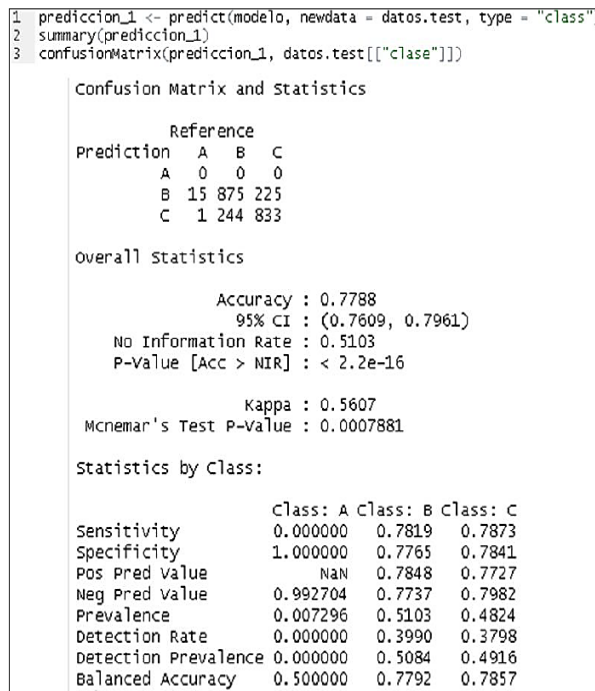 1 prediccion_1 <- predict(modelo, newdata = datos.test, type = "class"
2 summary(prediccion_1)
3 confusionMatrix(prediccion_1, datos.test[["clase"]])
Confusion Matrix and Statistics
Reference
Prediction A B C
A 0 0 0
B 15 875 225
C 1 244 833
Overall Statistics
Accuracy : 0.7788
95% CI : (0.7609, 0.7961)
No Information Rate : 0.5103
P-Value [Acc > NIR] : < 2.2e-16
Kappa : 0.5607
Mcnemar's Test P-Value : 0.0007881
Statistics by Class:
Class: A Class: B Class: C
Sensitivity 0.000000 0.7819 0.7873
Specificity 1.000000 0.7765 0.7841
Pos Pred Value NaN 0.7848 0.7727
Neg Pred Value 0.992704 0.7737 0.7982
Prevalence 0.007296 0.5103 0.4824
Detection Rate 0.000000 0.3990 0.3798
Detection Prevalence 0.000000 0.5084 0.4916
Balanced Accuracy 0.500000 0.7792 0.7857